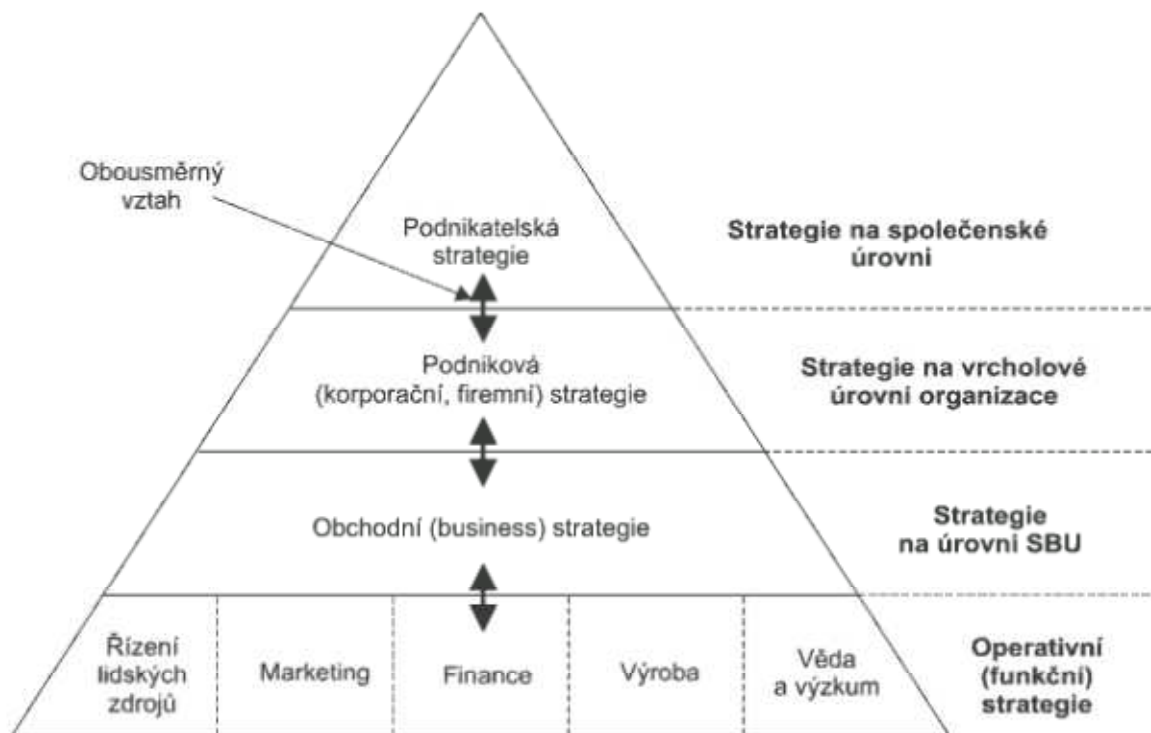 Obousměrný
vztah
Podnikatelská
strategie
Strategie na společenské
úrovni
Podniková
(korporační, firemní) strategie
Strategie na vrcholové
úrovni organizace
Obchodní (business) strategie
Strategie
na úrovni SBU
Řízení
lidských
zdrojů
Marketing
Finance
Výroba
Věda
a výzkum
Operativní
(funkční)
strategie